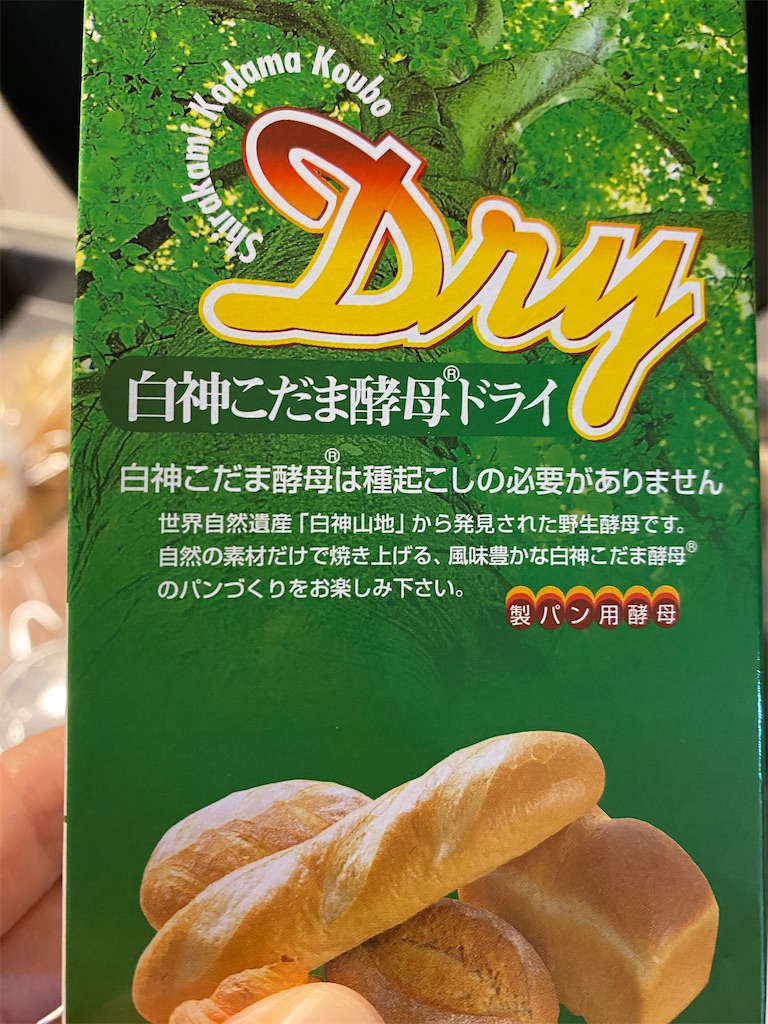 Shirakami Kodama Koubo
Dry
白神こだま酵母®ドライ
白神こだま酵母®は種起こしの必要がありません
世界自然遺産「白神山地」から発見された野生酵母です。
自然の素材だけで焼き上げる、風味豊かな白神こだま酵母®
のパンづくりをお楽しみ下さい。
製パン用酵母